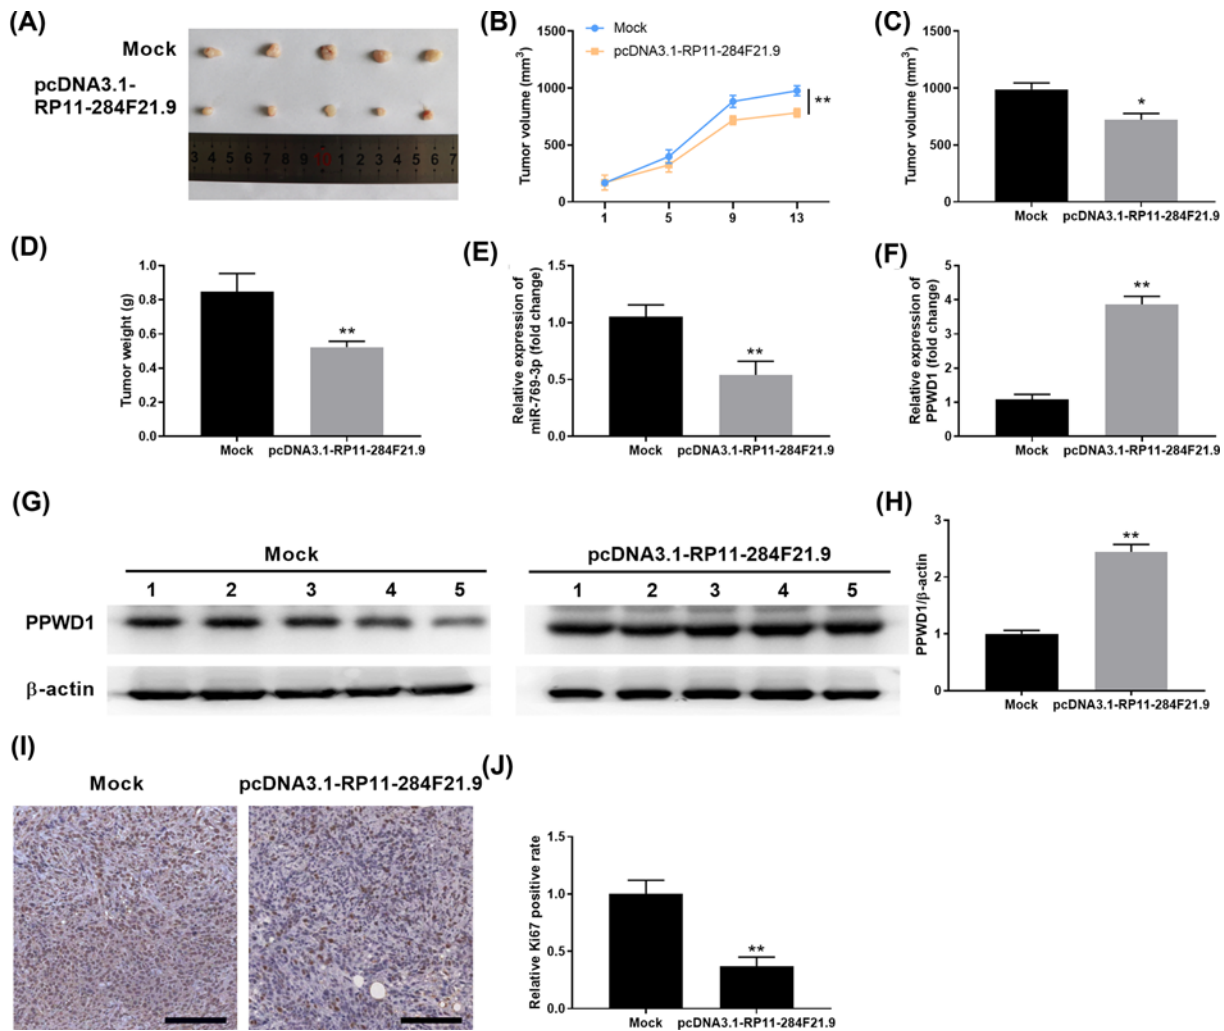 (A)
Mock
pcDNA3.1-
RP11-284F21.9
3 4 5 6 7 8 9 10 1 2 3 4 5 6 7
(B)
Mock
pcDNA3.1-RP11-284F21.9
Tumor volume (mm3)
1500
1000
500
0
1 5 9 13
**
(C)
Tumor volume (mm3)
1500
1000
500
0
*
Mock pcDNA3.1-RP11-284F21.9
(D)
Tumor weight (g)
1.0
0.8
0.6
0.4
0.2
0.0
**
Mock pcDNA3.1-RP11-284F21.9
(E)
Relative expression of
miR-769-3p (fold change)
1.5
1.0
0.5
0.0
**
Mock pcDNA3.1-RP11-284F21.9
(F)
Relative expression of
PPWD1 (fold change)
5
4
3
2
1
0
**
Mock pcDNA3.1-RP11-284F21.9
(G)
Mock pcDNA3.1-RP11-284F21.9
1 2 3 4 5 1 2 3 4 5
PPWD1
β-actin
(H)
PPWD1/β-actin
3
2
1
0
**
Mock pcDNA3.1-RP11-284F21.9
(I)
Mock pcDNA3.1-RP11-284F21.9
(J)
Relative Ki67 positive rate
1.5
1.0
0.5
0.0
**
Mock pcDNA3.1-RP11-284F21.9